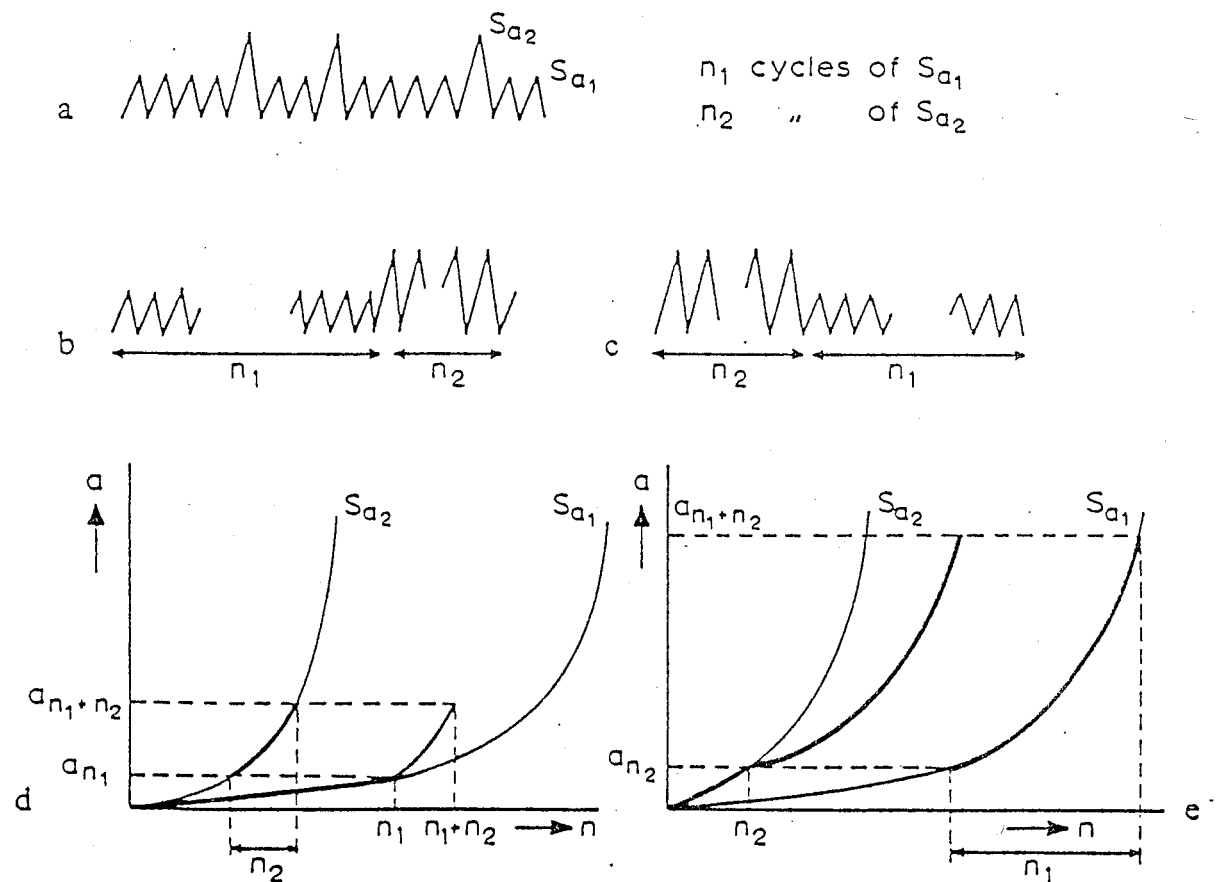 Sa2
Sa1
a
n1 cycles of Sa1
n2 " of Sa2
b
n1
n2
c
n2
n1
a
Sa2
Sa1
an1+n2
an1
d
n1 n1+n2 n
n2
a
an1+n2
Sa2
Sa1
an2
e
n2
n
n1